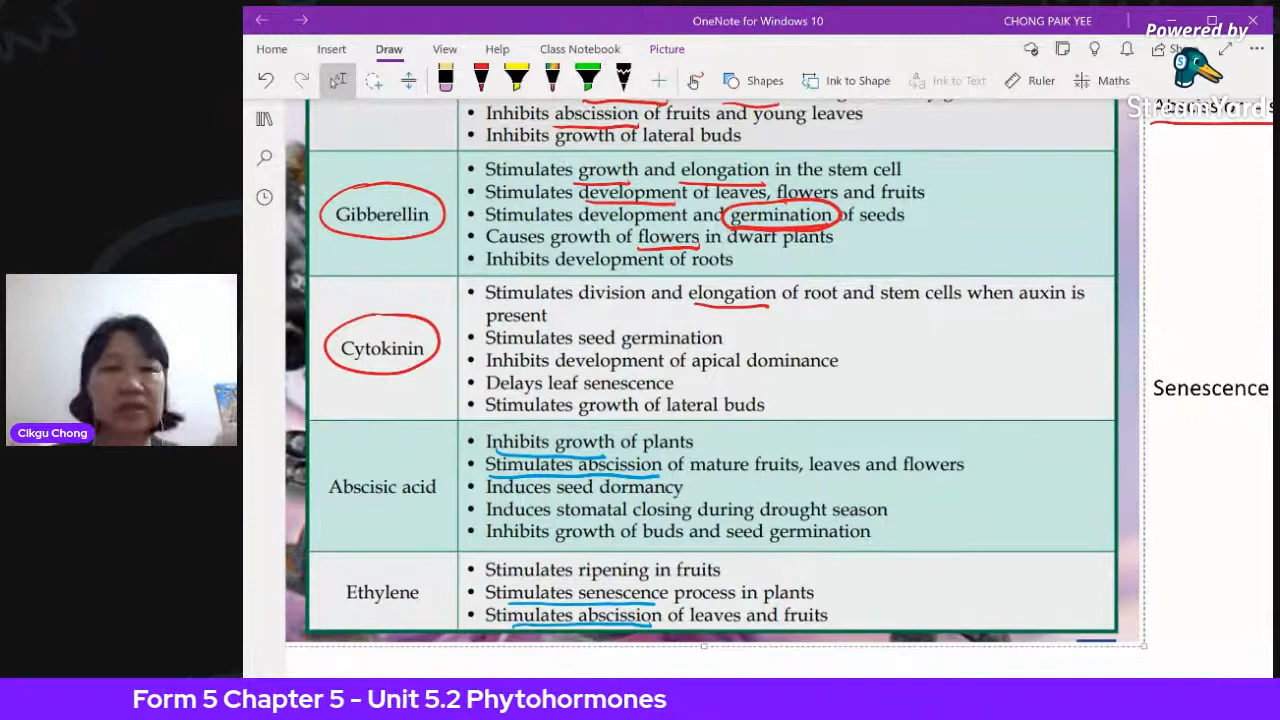 OneNote for Windows 10
CHONG PAIK YEE
Powered by
Home Insert Draw View Help Class Notebook Picture
Shapes Ink to Shape Ink to Text Ruler Maths
StreamYard
• Inhibits abscission of fruits and young leaves
• Inhibits growth of lateral buds
Gibberellin
• Stimulates growth and elongation in the stem cell
• Stimulates development of leaves, flowers and fruits
• Stimulates development and germination of seeds
• Causes growth of flowers in dwarf plants
• Inhibits development of roots
Cytokinin
• Stimulates division and elongation of root and stem cells when auxin is
present
• Stimulates seed germination
• Inhibits development of apical dominance
• Delays leaf senescence
• Stimulates growth of lateral buds
Senescence
Abscisic acid
• Inhibits growth of plants
• Stimulates abscission of mature fruits, leaves and flowers
• Induces seed dormancy
• Induces stomatal closing during drought season
• Inhibits growth of buds and seed germination
Ethylene
• Stimulates ripening in fruits
• Stimulates senescence process in plants
• Stimulates abscission of leaves and fruits
Cikgu Chong
Form 5 Chapter 5 - Unit 5.2 Phytohormones